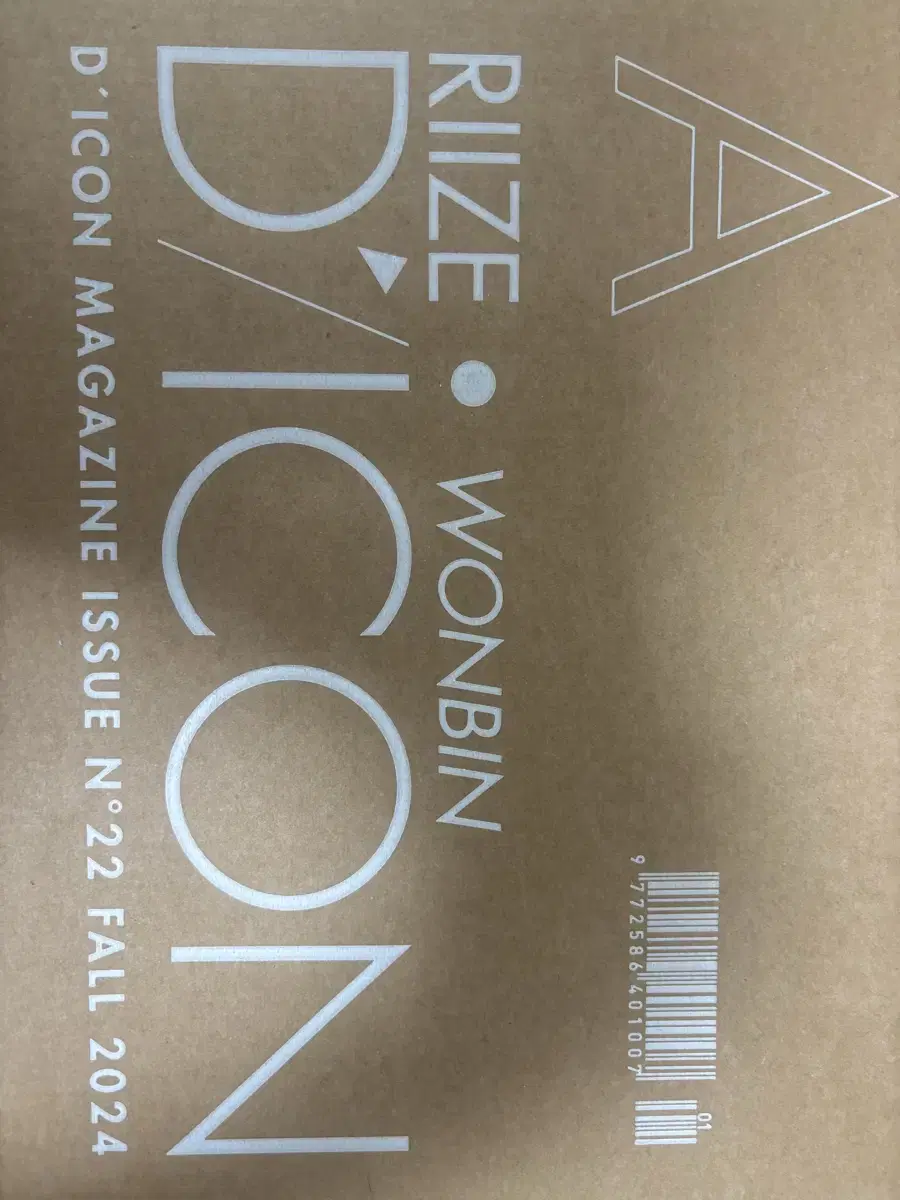 A
01
9 772586 401007
RIIZE • WONBIN
D'/ICON
D´ICON MAGAZINE ISSUE N°22 FALL 2024